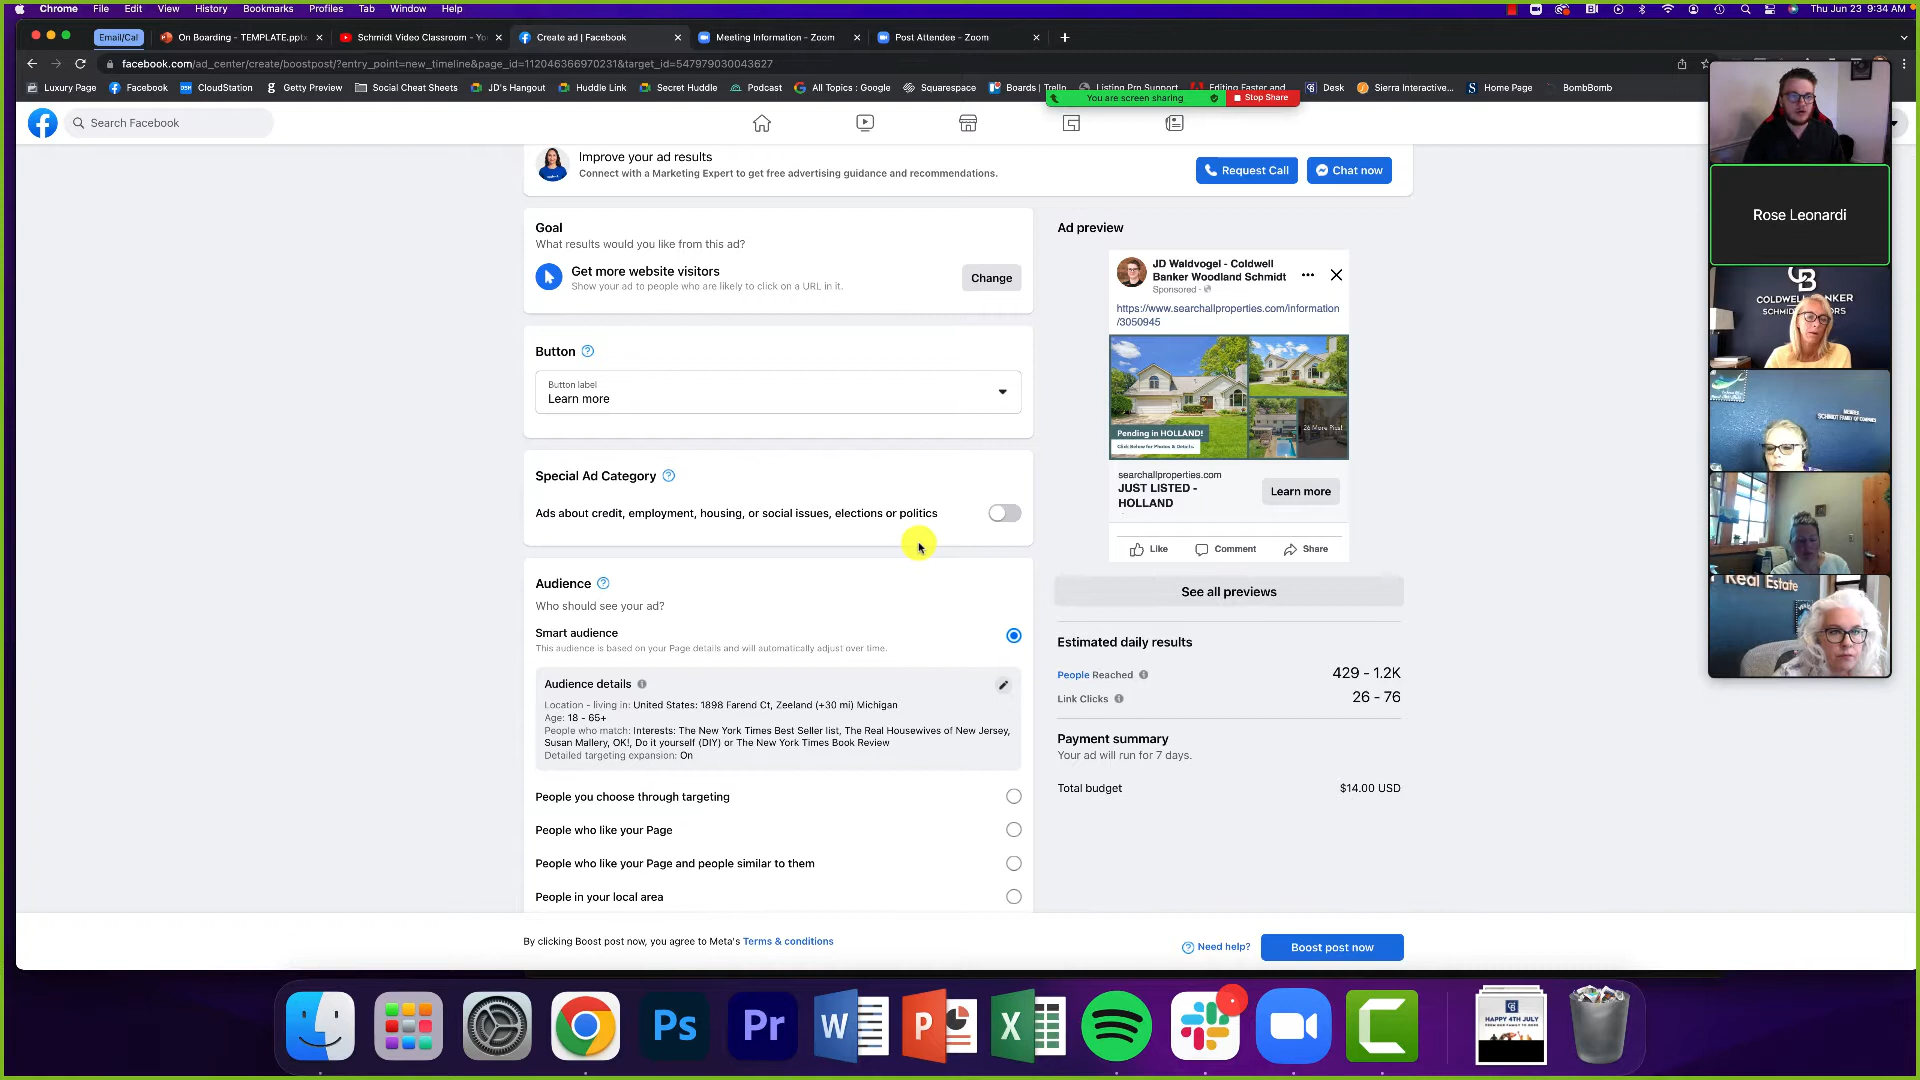 Chrome File Edit View History Bookmarks Profiles Tab Window Help Thu Jun 23 9:34 AM
Email/Cal On Boarding - TEMPLATE.pptx Schmidt Video Classroom - Y Create ad | Facebook Meeting Information - Zoom Post Attendee - Zoom
facebook.com/ad_center/create/boostpost/?entry_point=new_timeline&page_id=112046366970231&target_id=547979030043627
Luxury Page Facebook CloudStation Getty Preview Social Cheat Sheets JD's Hangout Huddle Link Secret Huddle Podcast All Topics : Google Squarespace Boards | Trello Listing Pro Support Editing Faster and Desk Sierra Interactive... Home Page BombBomb
You are screen sharing Stop Share
Search Facebook
Improve your ad results
Connect with a Marketing Expert to get free advertising guidance and recommendations.
Request Call Chat now
Goal
What results would you like from this ad?
Get more website visitors
Show your ad to people who are likely to click on a URL in it.
Change
Button
Button label
Learn more
Special Ad Category
Ads about credit, employment, housing, or social issues, elections or politics
Audience
Who should see your ad?
Smart audience
This audience is based on your Page details and will automatically adjust over time.
Audience details
Location - living in: United States: 1898 Farend Ct, Zeeland (+30 mi) Michigan
Age: 18 - 65+
People who match: Interests: The New York Times Best Seller list, The Real Housewives of New Jersey,
Susan Mallery, OK!, Do it yourself (DIY) or The New York Times Book Review
Detailed targeting expansion: On
People you choose through targeting
People who like your Page
People who like your Page and people similar to them
People in your local area
By clicking Boost post now, you agree to Meta's Terms & conditions
Need help? Boost post now
Ad preview
JD Waldvogel - Coldwell
Banker Woodland Schmidt
Sponsored ·
https://www.searchallproperties.com/information
/3050945
Pending in HOLLAND!
Click Below for Photos & Details.
26 More Pics!
searchallproperties.com
JUST LISTED -
HOLLAND
Learn more
Like Comment Share
See all previews
Estimated daily results
People Reached 429 - 1.2K
Link Clicks 26 - 76
Payment summary
Your ad will run for 7 days.
Total budget $14.00 USD
Rose Leonardi
COLDWELL BANKER
Real Estate
Ps Pr W P X C
HAPPY 4TH JULY